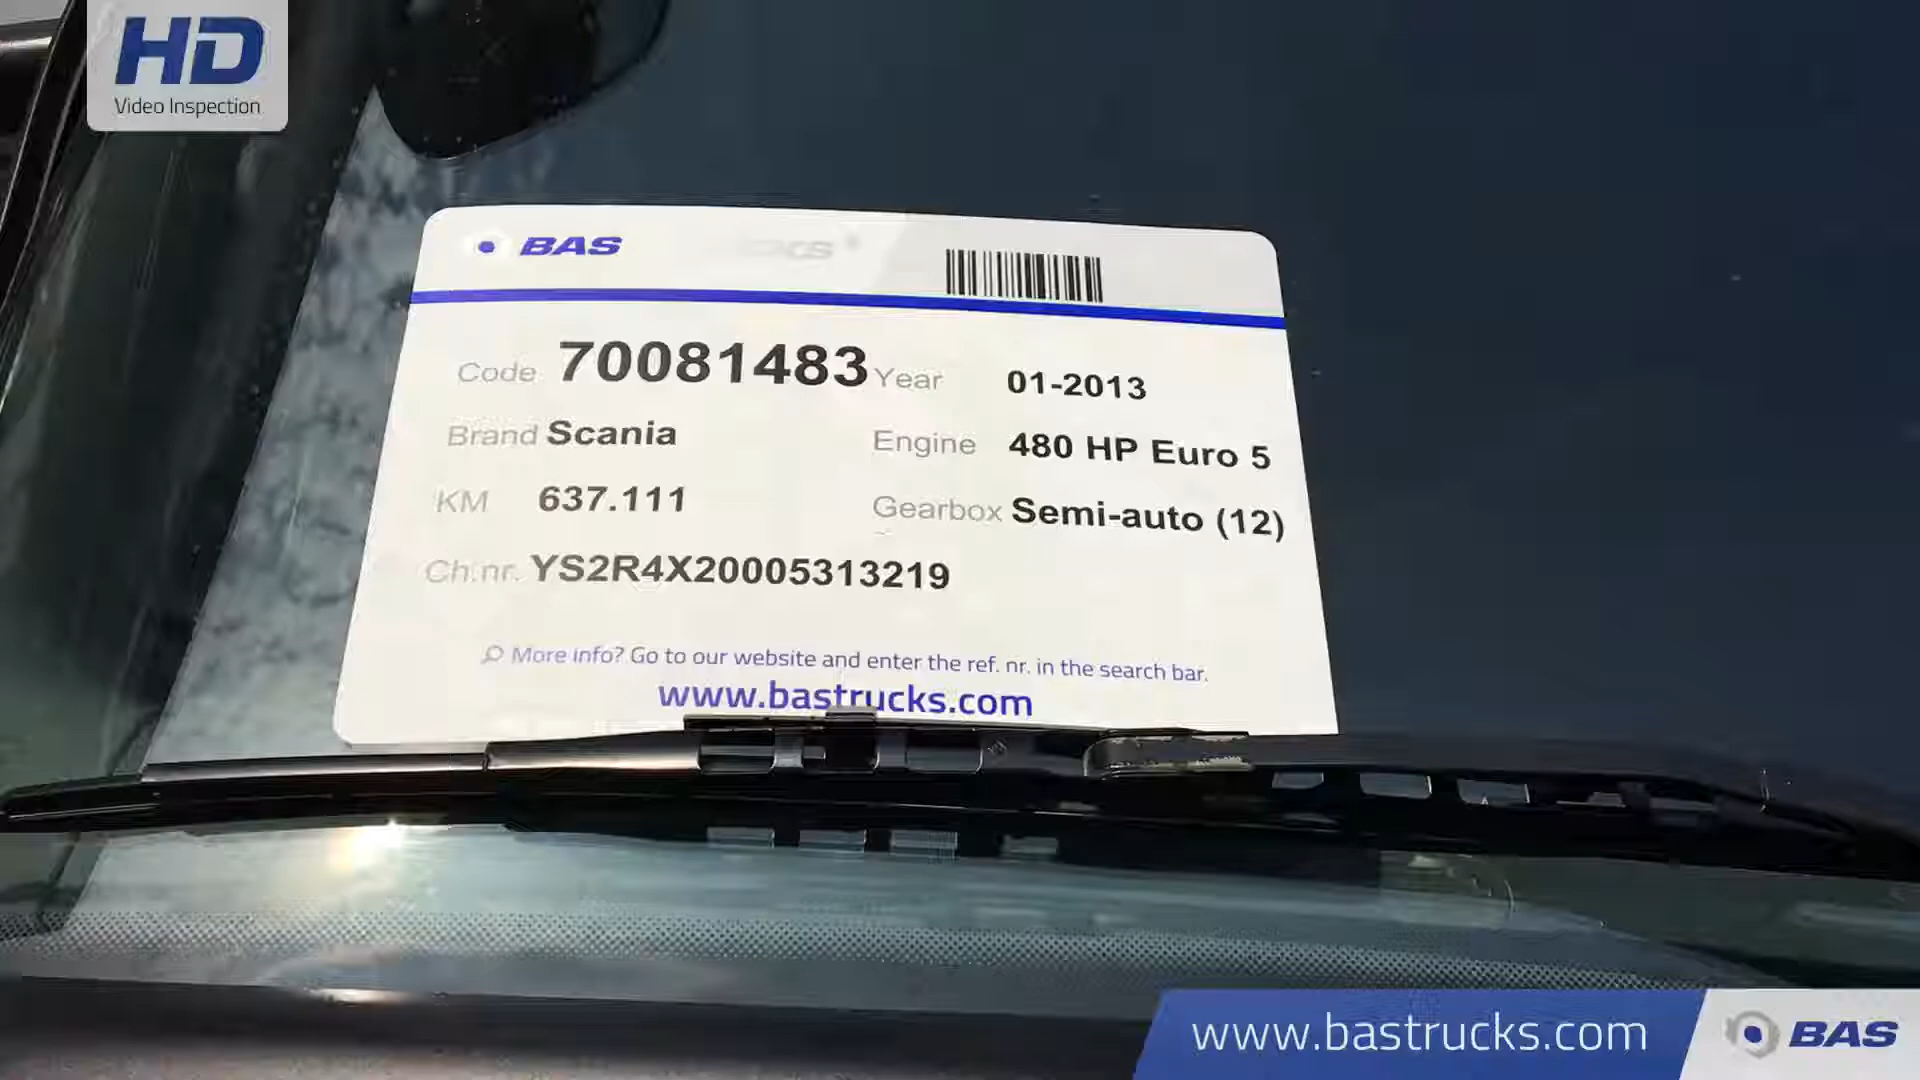 HD
Video Inspection
BAS
Code 70081483 Year 01-2013
Brand Scania Engine 480 HP Euro 5
KM 637.111 Gearbox Semi-auto (12)
Ch.nr. YS2R4X20005313219
More info? Go to our website and enter the ref. nr. in the search bar.
www.bastrucks.com
www.bastrucks.com BAS